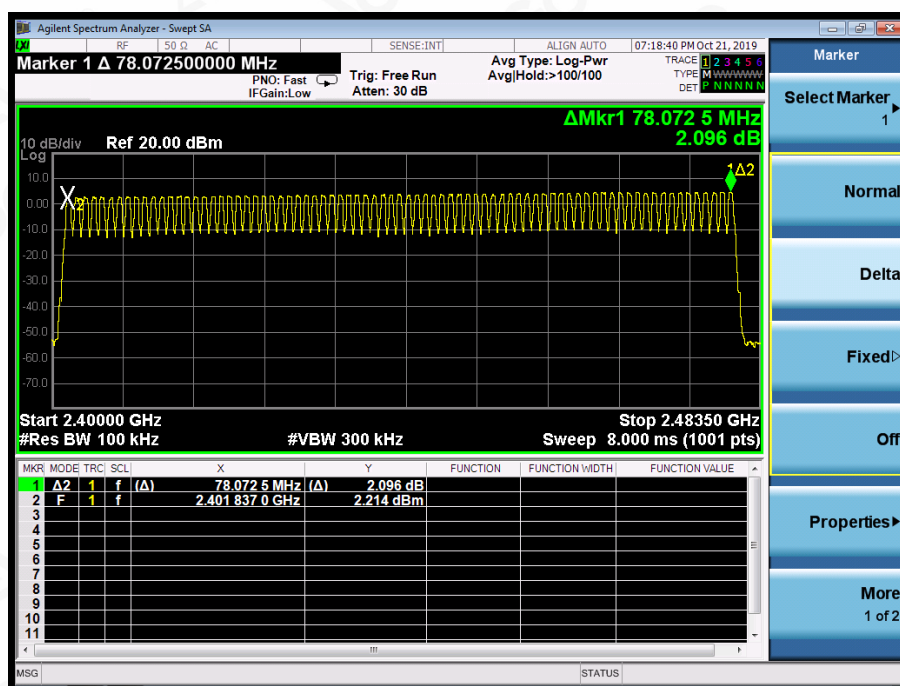 Agilent Spectrum Analyzer - Swept SA
LXI RF 50 Ω AC SENSE:INT ALIGN AUTO 07:18:40 PM Oct 21, 2019
Marker 1 Δ 78.072500000 MHz
PNO: Fast Trig: Free Run Avg Type: Log-Pwr TRACE 1 2 3 4 5 6
IFGain:Low Atten: 30 dB Avg|Hold:>100/100 TYPE M WWWWW
DET P N N N N N
Marker
Select Marker
1
Normal
Delta
Fixed
Off
Properties
More
1 of 2
ΔMkr1 78.072 5 MHz
2.096 dB
10 dB/div Ref 20.00 dBm
Log
1Δ2
10.0
X2
0.00
-10.0
-20.0
-30.0
-40.0
-50.0
-60.0
-70.0
Start 2.40000 GHz Stop 2.48350 GHz
#Res BW 100 kHz #VBW 300 kHz Sweep 8.000 ms (1001 pts)
MKR MODE TRC SCL X Y FUNCTION FUNCTION WIDTH FUNCTION VALUE
1 Δ2 1 f (Δ) 78.072 5 MHz (Δ) 2.096 dB
2 F 1 f 2.401 837 0 GHz 2.214 dBm
3
4
5
6
7
8
9
10
11
MSG STATUS